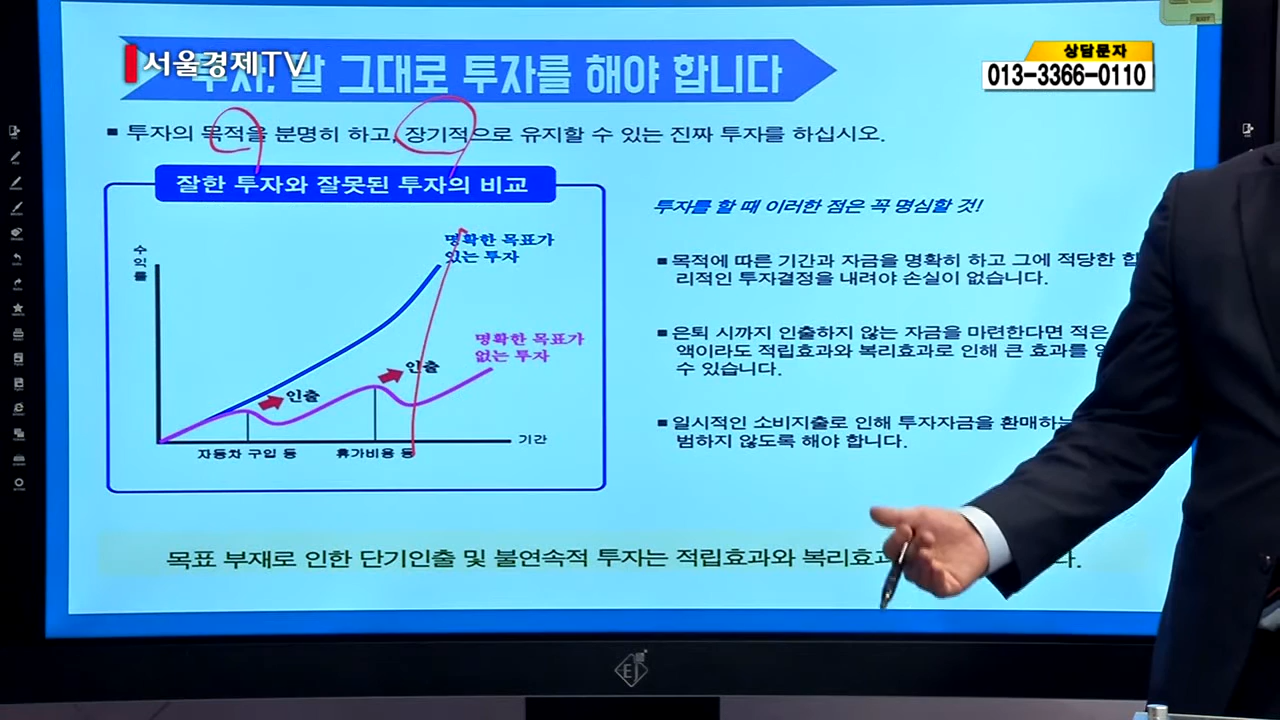 서울경제TV
투자, 말 그대로 투자를 해야 합니다
상담문자
013-3366-0110
■ 투자의 목적을 분명히 하고, 장기적으로 유지할 수 있는 진짜 투자를 하십시오.
잘한 투자와 잘못된 투자의 비교
수익률
명확한 목표가
있는 투자
명확한 목표가
없는 투자
인출
인출
기간
자동차 구입 등
휴가비용 등
투자를 할 때 이러한 점은 꼭 명심할 것!
■ 목적에 따른 기간과 자금을 명확히 하고 그에 적당한 합
리적인 투자결정을 내려야 손실이 없습니다.
■ 은퇴 시까지 인출하지 않는 자금을 마련한다면 적은
액이라도 적립효과와 복리효과로 인해 큰 효과를
수 있습니다.
■ 일시적인 소비지출로 인해 투자자금을 환매하는
범하지 않도록 해야 합니다.
목표 부재로 인한 단기인출 및 불연속적 투자는 적립효과와 복리효과
다.